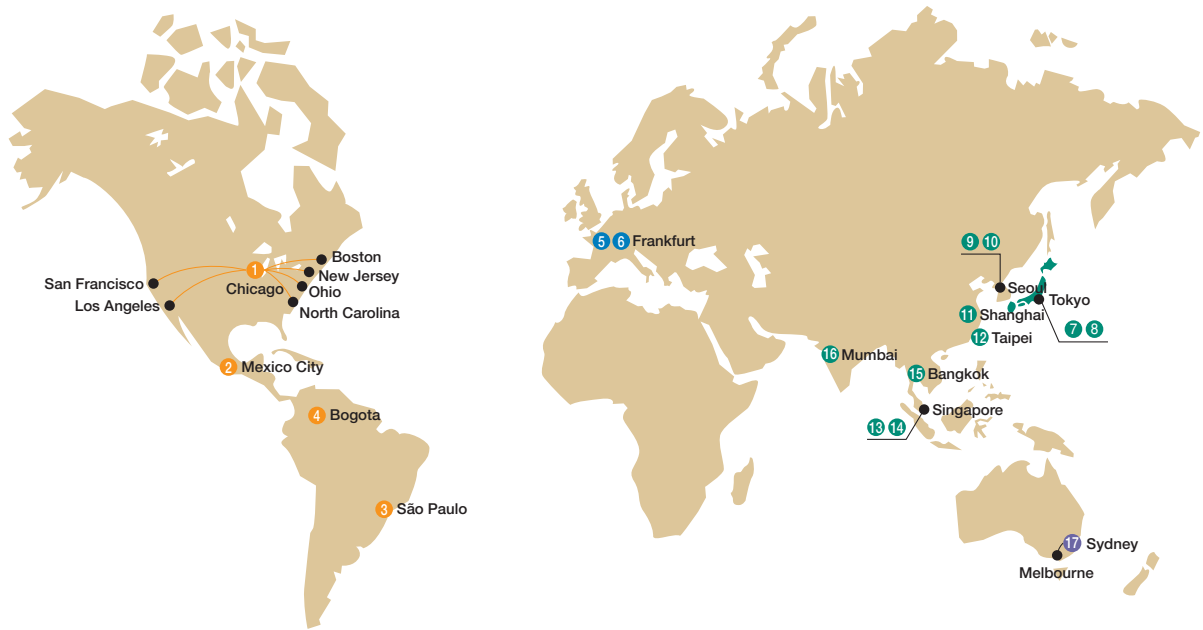 Boston
1
New Jersey
San Francisco
Chicago
Ohio
Los Angeles
North Carolina
2 Mexico City
4 Bogota
3 São Paulo
5 6 Frankfurt
9 10
Seoul
Tokyo
11 Shanghai
7 8
12 Taipei
16 Mumbai
15 Bangkok
Singapore
13 14
17 Sydney
Melbourne